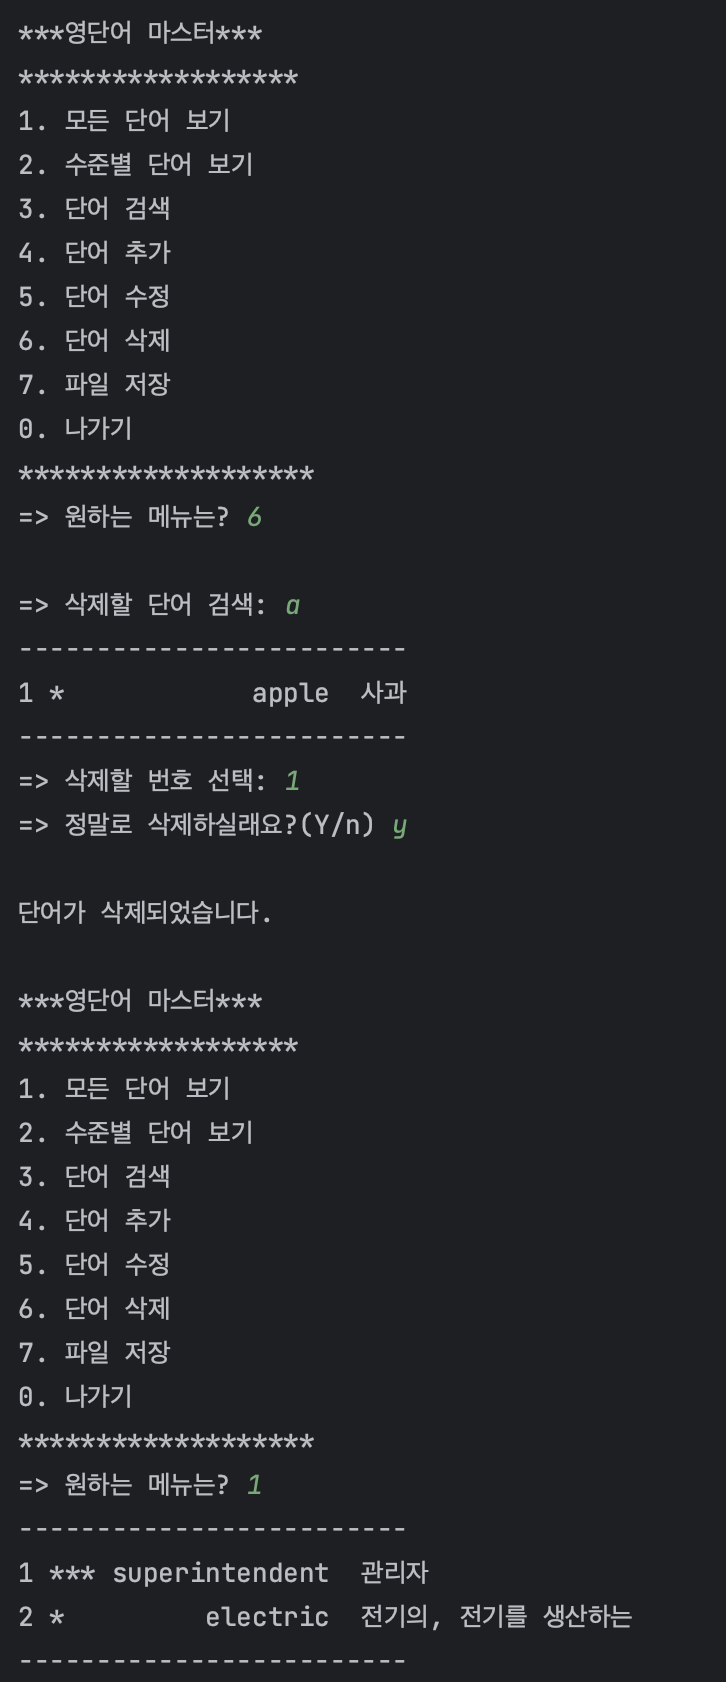 ***영단어 마스터***
******************
1. 모든 단어 보기
2. 수준별 단어 보기
3. 단어 검색
4. 단어 추가
5. 단어 수정
6. 단어 삭제
7. 파일 저장
0. 나가기
*******************
=> 원하는 메뉴는? 6
=> 삭제할 단어 검색: a
-------------------------
1 *            apple  사과
-------------------------
=> 삭제할 번호 선택: 1
=> 정말로 삭제하실래요?(Y/n) y
단어가 삭제되었습니다.
***영단어 마스터***
******************
1. 모든 단어 보기
2. 수준별 단어 보기
3. 단어 검색
4. 단어 추가
5. 단어 수정
6. 단어 삭제
7. 파일 저장
0. 나가기
*******************
=> 원하는 메뉴는? 1
-------------------------
1 *** superintendent  관리자
2 *         electric  전기의, 전기를 생산하는
-------------------------